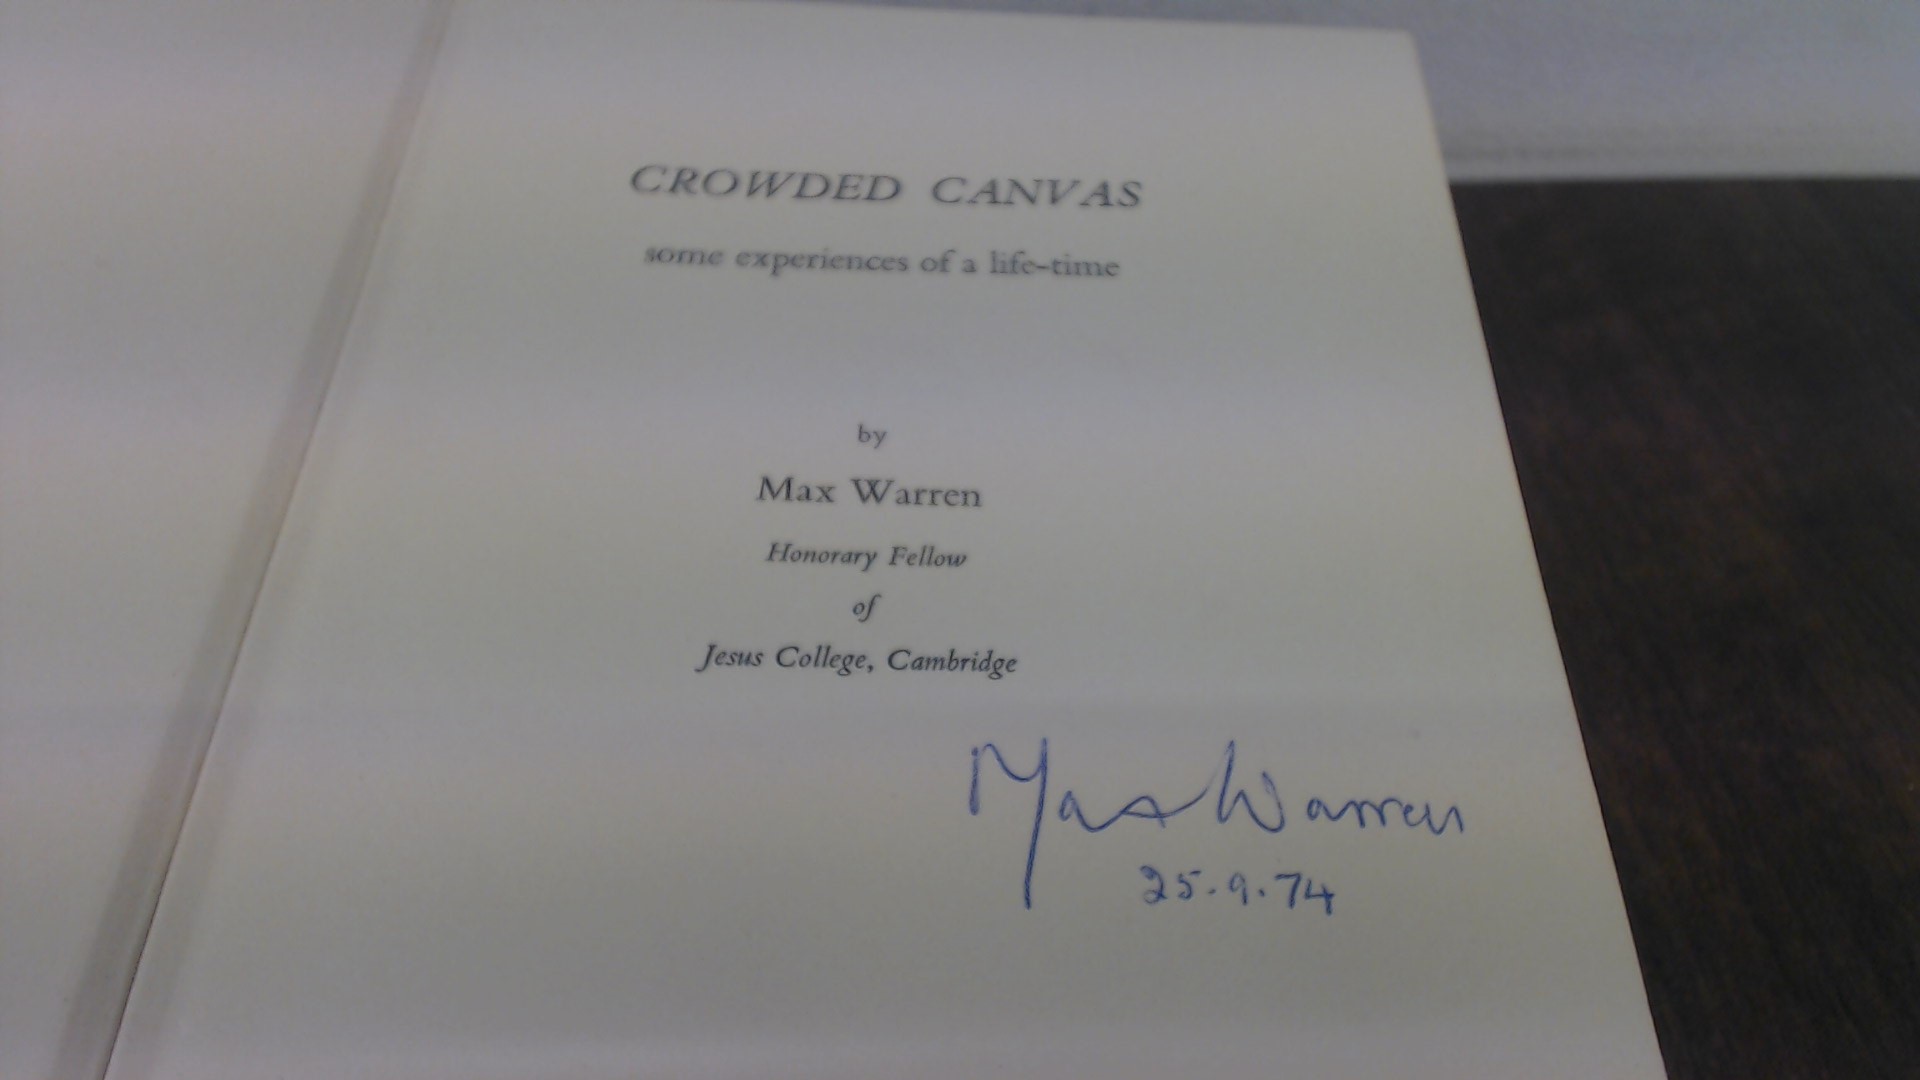 CROWDED CANVAS
some experiences of a life-time
by
Max Warren
Honorary Fellow
of
Jesus College, Cambridge
Max Warren
25.9.74